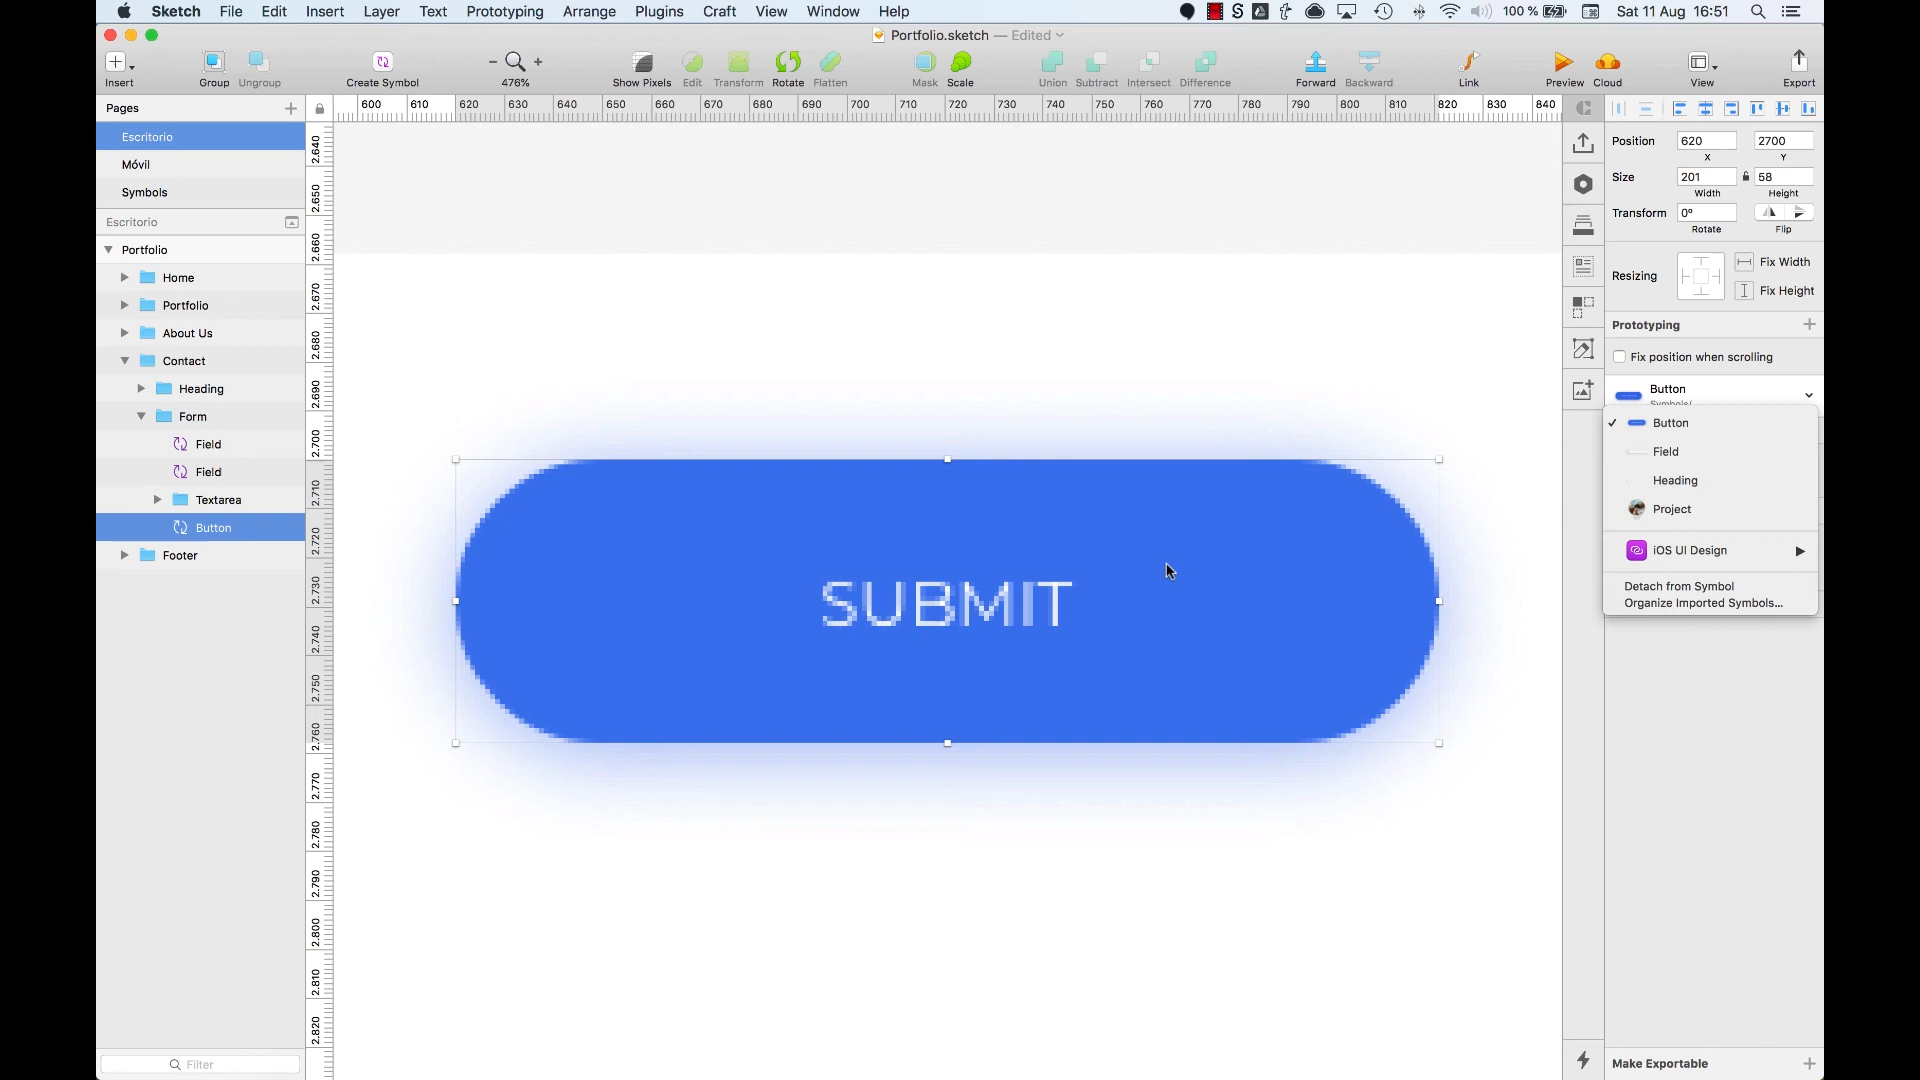 Sketch File Edit Insert Layer Text Prototyping Arrange Plugins Craft View Window Help 100 % Sat 11 Aug 16:51
Portfolio.sketch — Edited
Insert Group Ungroup Create Symbol 476% Show Pixels Edit Transform Rotate Flatten Mask Scale Union Subtract Intersect Difference Forward Backward Link Preview Cloud View Export
Pages
Escritorio
Móvil
Symbols
Escritorio
Portfolio
Home
Portfolio
About Us
Contact
Heading
Form
Field
Field
Textarea
Button
Footer
Filter
600 610 620 630 640 650 660 670 680 690 700 710 720 730 740 750 760 770 780 790 800 810 820 830 840
2.640
2.650
2.660
2.670
2.680
2.690
2.700
2.710
2.720
2.730
2.740
2.750
2.760
2.770
2.780
2.790
2.800
2.810
2.820
SUBMIT
Position 620 2700
X Y
Size 201 58
Width Height
Transform 0°
Rotate Flip
Resizing
Fix Width
Fix Height
Prototyping
Fix position when scrolling
Button
Symbols/
Button
Field
Heading
Project
iOS UI Design
Detach from Symbol
Organize Imported Symbols...
Make Exportable